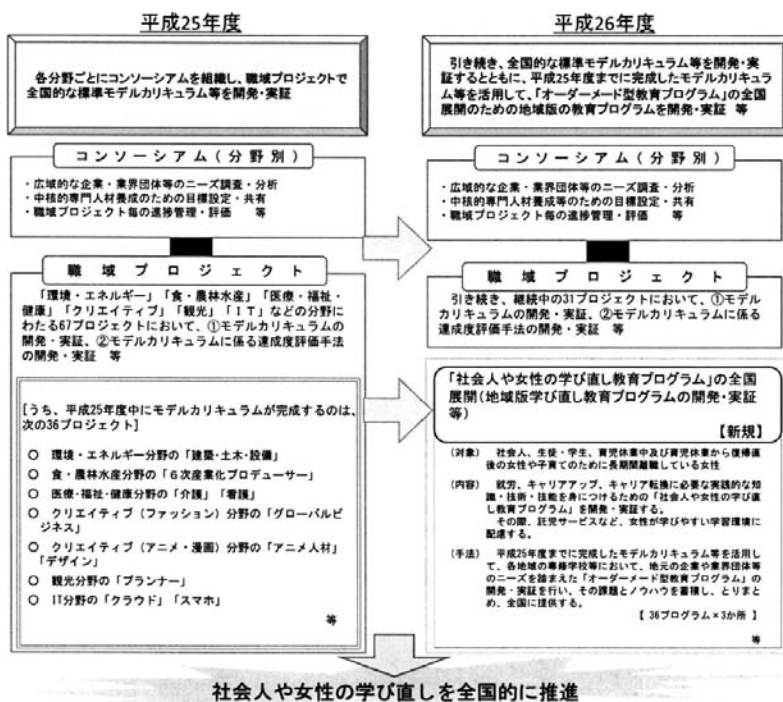 平成25年度
各分野ごとにコンソーシアムを組織し、職域プロジェクトで
全国的な標準モデルカリキュラム等を開発・実証
コンソーシアム(分野別)
・広域的な企業・業界団体等のニーズ調査・分析
・中核的専門人材養成のための目標設定・共有
・職域プロジェクト毎の進捗管理・評価 等
職域プロジェクト
「環境・エネルギー」「食・農林水産」「医療・福祉・
健康」「クリエイティブ」「観光」「IT」などの分野に
わたる67プロジェクトにおいて、①モデルカリキュラムの
開発・実証、②モデルカリキュラムに係る達成度評価手法
の開発・実証 等
[うち、平成25年度中にモデルカリキュラムが完成するのは、
次の36プロジェクト]
○ 環境・エネルギー分野の「建築・土木・設備」
○ 食・農林水産分野の「6次産業化プロデューサー」
○ 医療・福祉・健康分野の「介護」「看護」
○ クリエイティブ(ファッション)分野の「グローバルビ
ジネス」
○ クリエイティブ(アニメ・漫画)分野の「アニメ人材」
「デザイン」
○ 観光分野の「プランナー」
○ IT分野の「クラウド」「スマホ」
等
平成26年度
引き続き、全国的な標準モデルカリキュラム等を開発・実
証するとともに、平成25年度までに完成したモデルカリキュラ
ム等を活用して、「オーダーメード型教育プログラム」の全国
展開のための地域版の教育プログラムを開発・実証 等
コンソーシアム(分野別)
・広域的な企業・業界団体等のニーズ調査・分析
・中核的専門人材養成等のための目標設定・共有
・職域プロジェクト毎の進捗管理・評価 等
職域プロジェクト
引き続き、継続中の31プロジェクトにおいて、①モデル
カリキュラムの開発・実証、②モデルカリキュラムに係る
達成度評価手法の開発・実証 等
「社会人や女性の学び直し教育プログラム」の全国
展開(地域版学び直し教育プログラムの開発・実証
等)
【新規】
(対象) 社会人、生徒・学生、育児休業中及び育児休業から復帰直
後の女性や子育てのために長期間離職している女性
(内容) 就労、キャリアアップ、キャリア転換に必要な実践的な知
識・技術・技能を身につけるための「社会人や女性の学び直
し教育プログラム」を開発・実証する。
その際、託児サービスなど、女性が学びやすい学習環境に
配慮する。
(手法) 平成25年度までに完成したモデルカリキュラム等を活用し
て、各地域の専修学校等において、地元の企業や業界団体等
のニーズを踏まえた「オーダーメード型教育プログラム」の
開発・実証を行い、その課題とノウハウを蓄積し、とりまと
め、全国に提供する。
【 36プログラム×3か所 】
等
社会人や女性の学び直しを全国的に推進